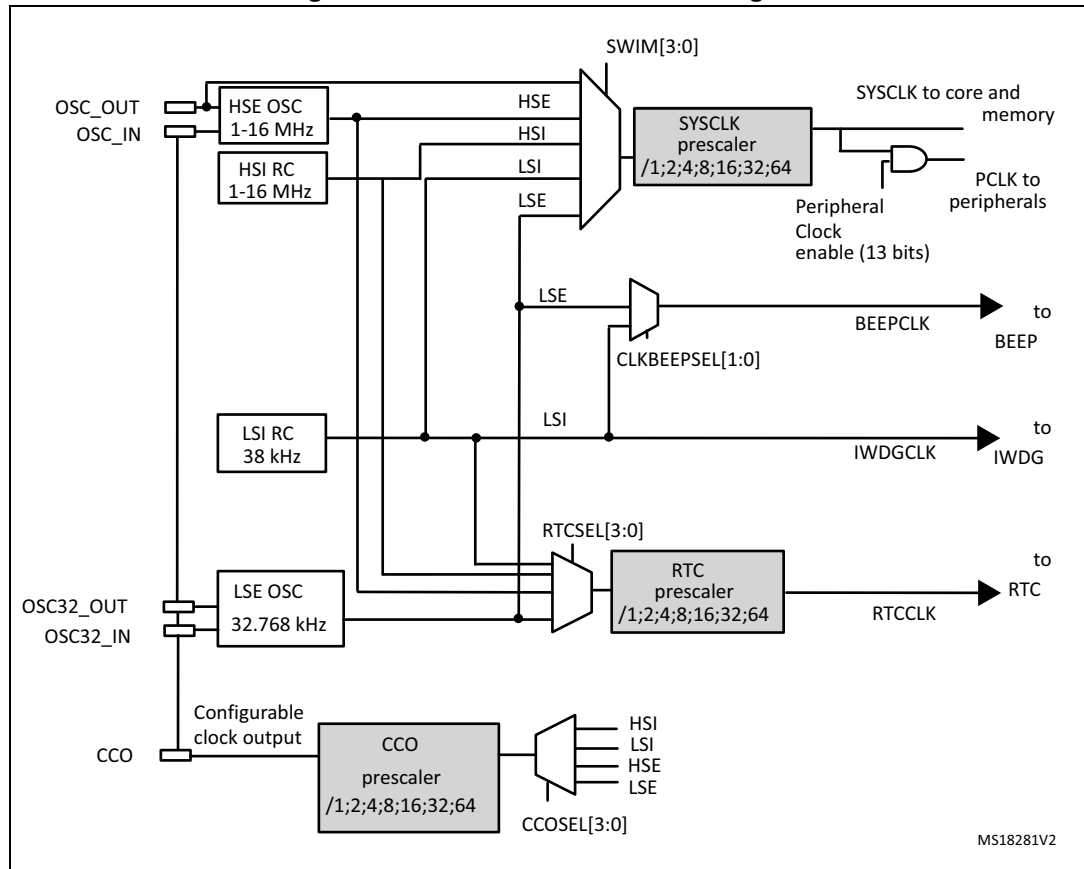 SWIM[3:0]
OSC_OUT
OSC_IN
HSE OSC
1-16 MHz
HSI RC
1-16 MHz
HSE
HSI
LSI
LSE
SYSCLK
prescaler
/1;2;4;8;16;32;64
SYSCLK to core and
memory
PCLK to
peripherals
Peripheral
Clock
enable (13 bits)
LSE
CLKBEEPSEL[1:0]
BEEPCLK
to
BEEP
LSI RC
38 kHz
LSI
IWDGCLK
to
IWDG
RTCSEL[3:0]
OSC32_OUT
OSC32_IN
LSE OSC
32.768 kHz
RTC
prescaler
/1;2;4;8;16;32;64
RTCCLK
to
RTC
CCO
Configurable
clock output
CCO
prescaler
/1;2;4;8;16;32;64
HSI
LSI
HSE
LSE
CCOSEL[3:0]
MS18281V2